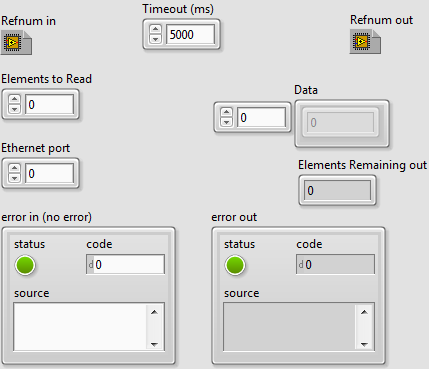 Refnum in
Timeout (ms)
5000
Refnum out
Elements to Read
0
Data
0
0
Ethernet port
0
Elements Remaining out
0
error in (no error)
status
code
d 0
source
error out
status
code
d 0
source